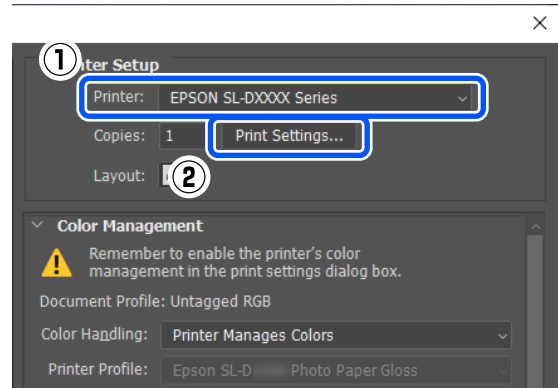 1
ter Setup
Printer: EPSON SL-DXXXX Series
Copies: 1 Print Settings...
2
Layout:
Color Management
Remember to enable the printer's color
management in the print settings dialog box.
Document Profile: Untagged RGB
Color Handling: Printer Manages Colors
Printer Profile: Epson SL-D Photo Paper Gloss